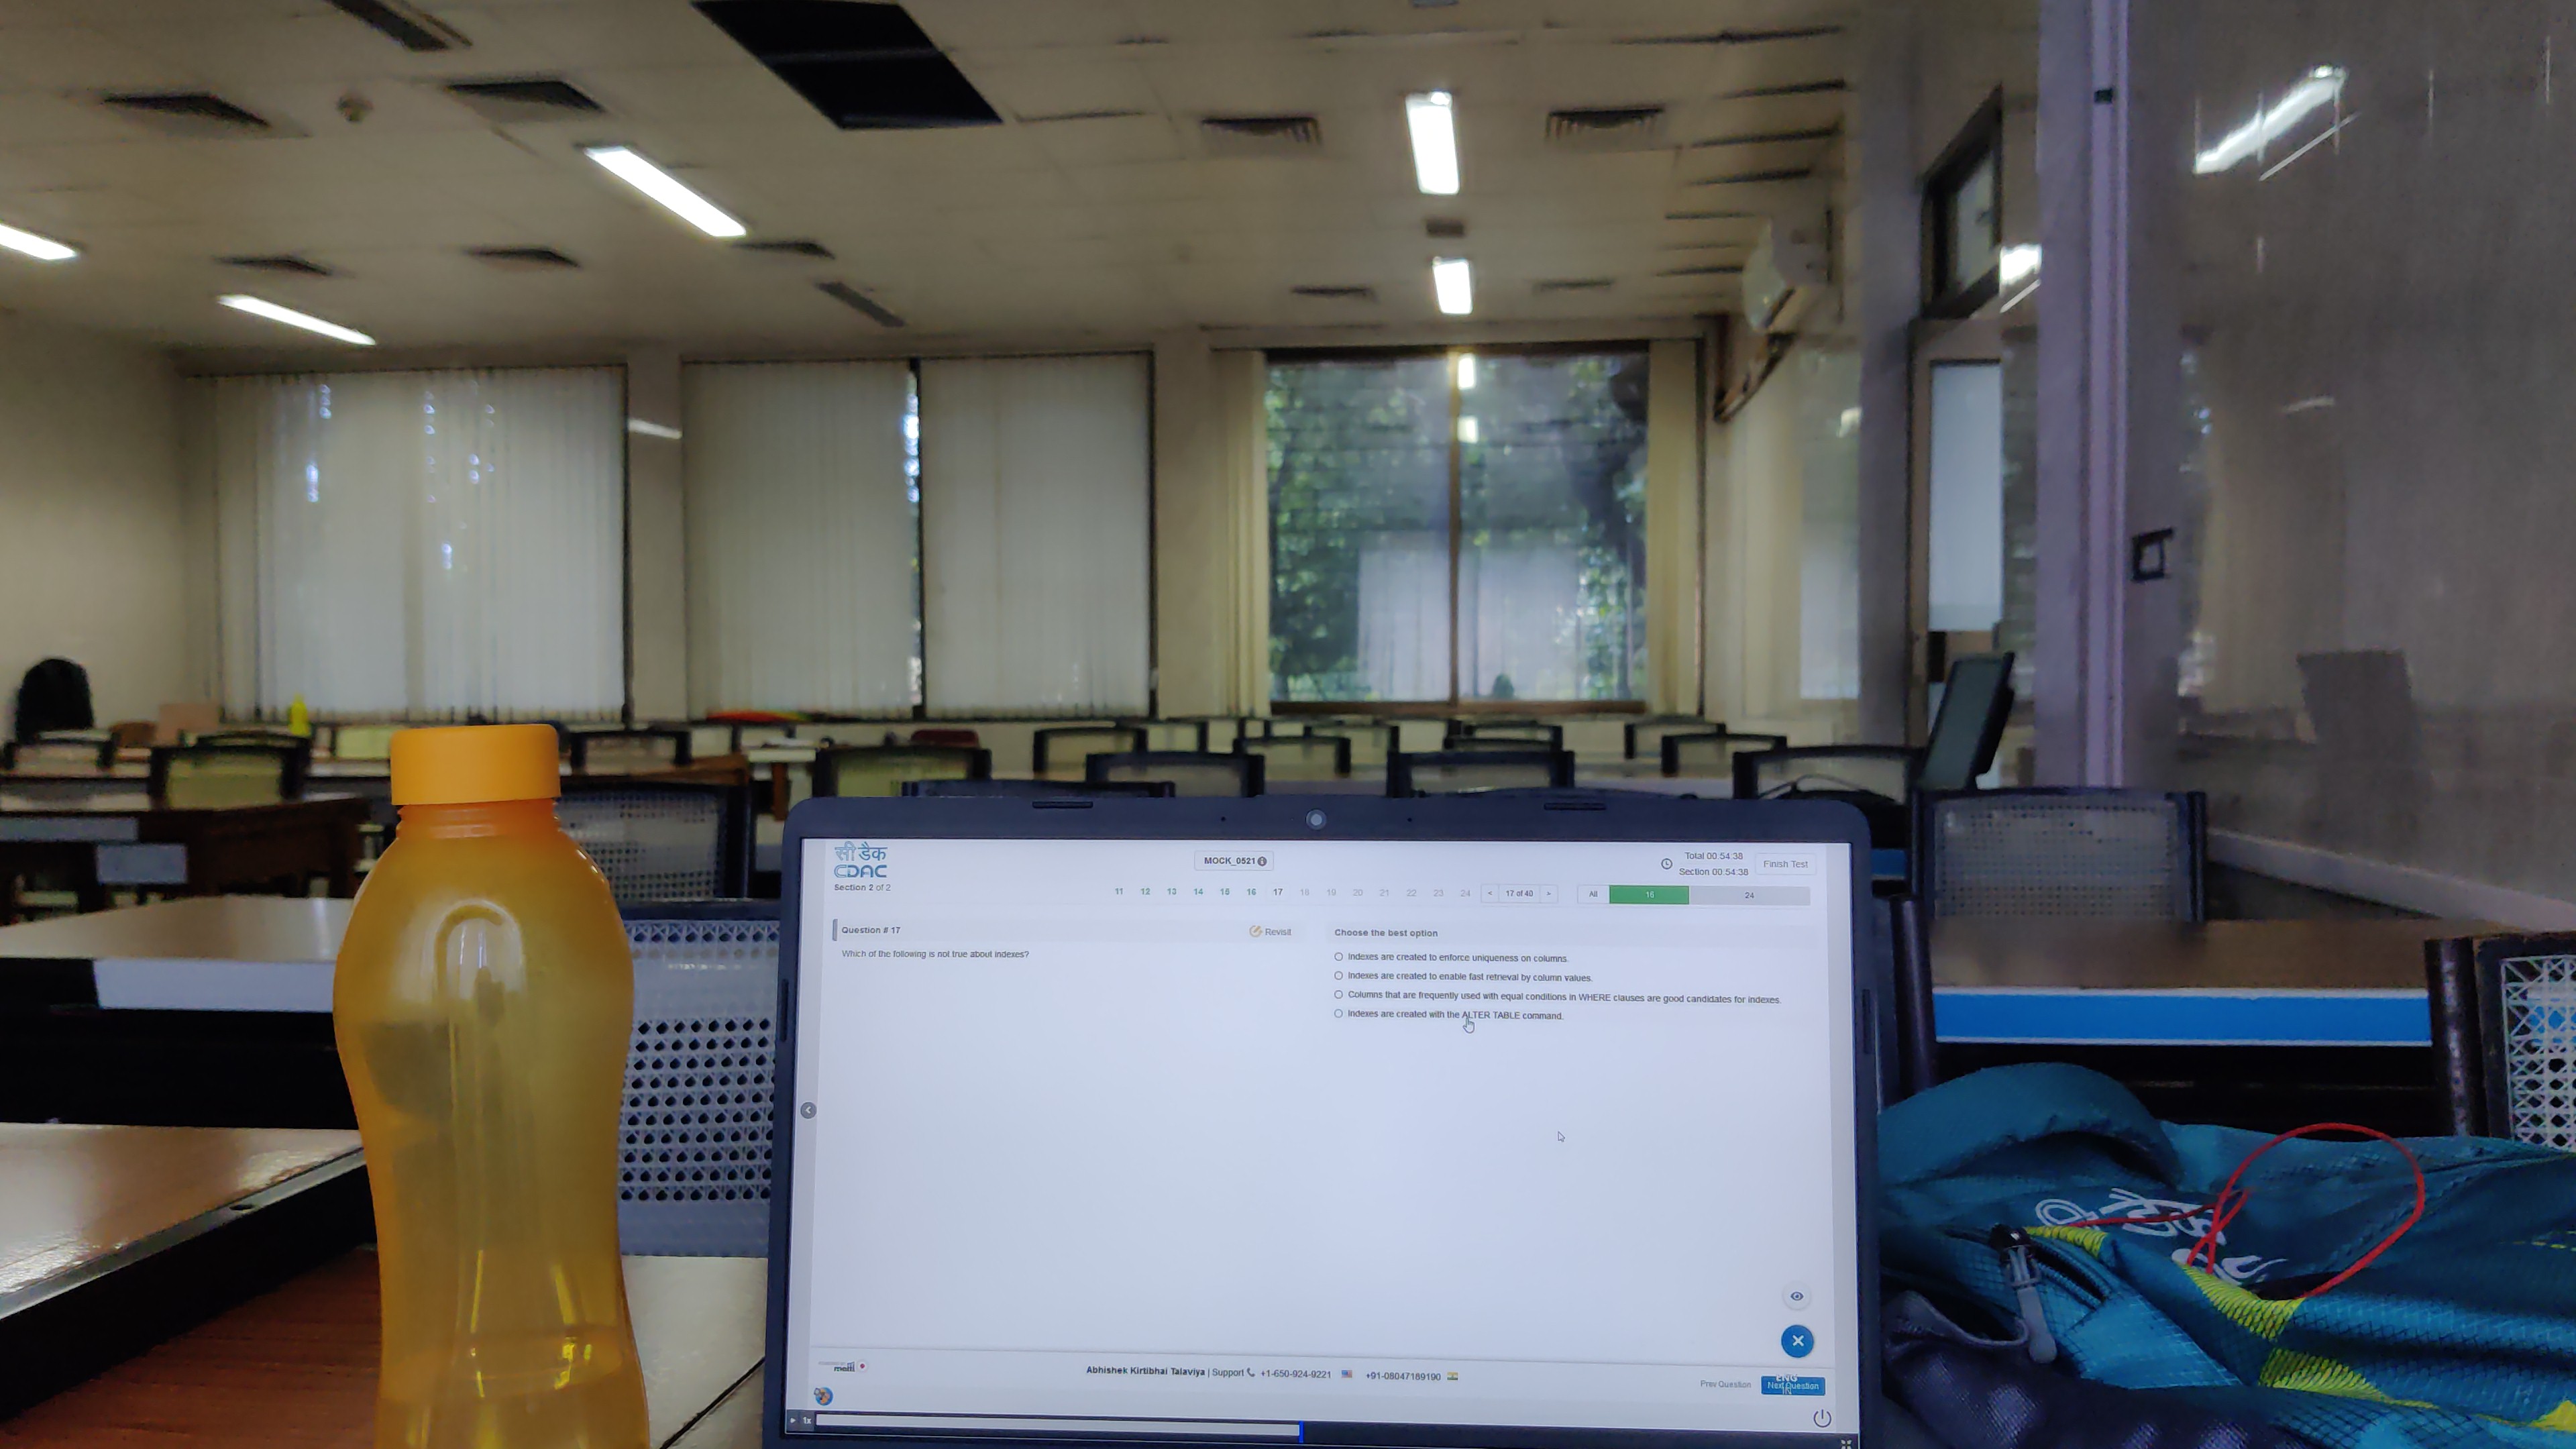 सी डैक
CDAC
Section 2 of 2
MOCK_0521
Total 00:54:38
Section 00:54:38
Finish Test
11 12 13 14 15 16 17 18 19 20 21 22 23 24
< 17 of 40 >
All 16 24
Question # 17
Revisit
Which of the following is not true about indexes?
Choose the best option
Indexes are created to enforce uniqueness on columns.
Indexes are created to enable fast retrieval by column values.
Columns that are frequently used with equal conditions in WHERE clauses are good candidates for indexes.
Indexes are created with the ALTER TABLE command.
mettl
Abhishek Kirtibhai Talaviya | Support +1-650-924-9221 +91-08047189190
Prev Question
Next Question
ENG
IN
1x